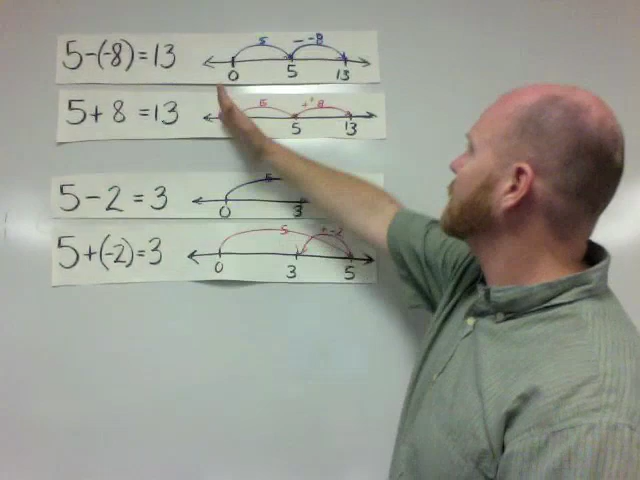 5-(-8)=13 5 - -8
0 5 13
5+8=13 5 +8
5 13
5-2=3 5
0 3
5+(-2)=3 5 +-2
0 3 5